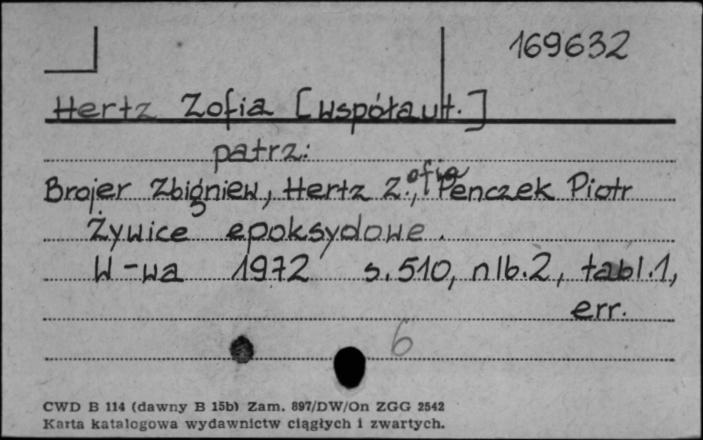 169632
Hertz Zofia [współaut.]
patrz:
Brojer Zbigniew, Hertz Z.ofia, Penczek Piotr
Żywice epoksydowe.
W-wa 1972 s. 510, nlb. 2, tabl. 1,
err.
6
CWD B 114 (dawny B 15b) Zam. 897/DW/On ZGG 2542
Karta katalogowa wydawnictw ciągłych i zwartych.